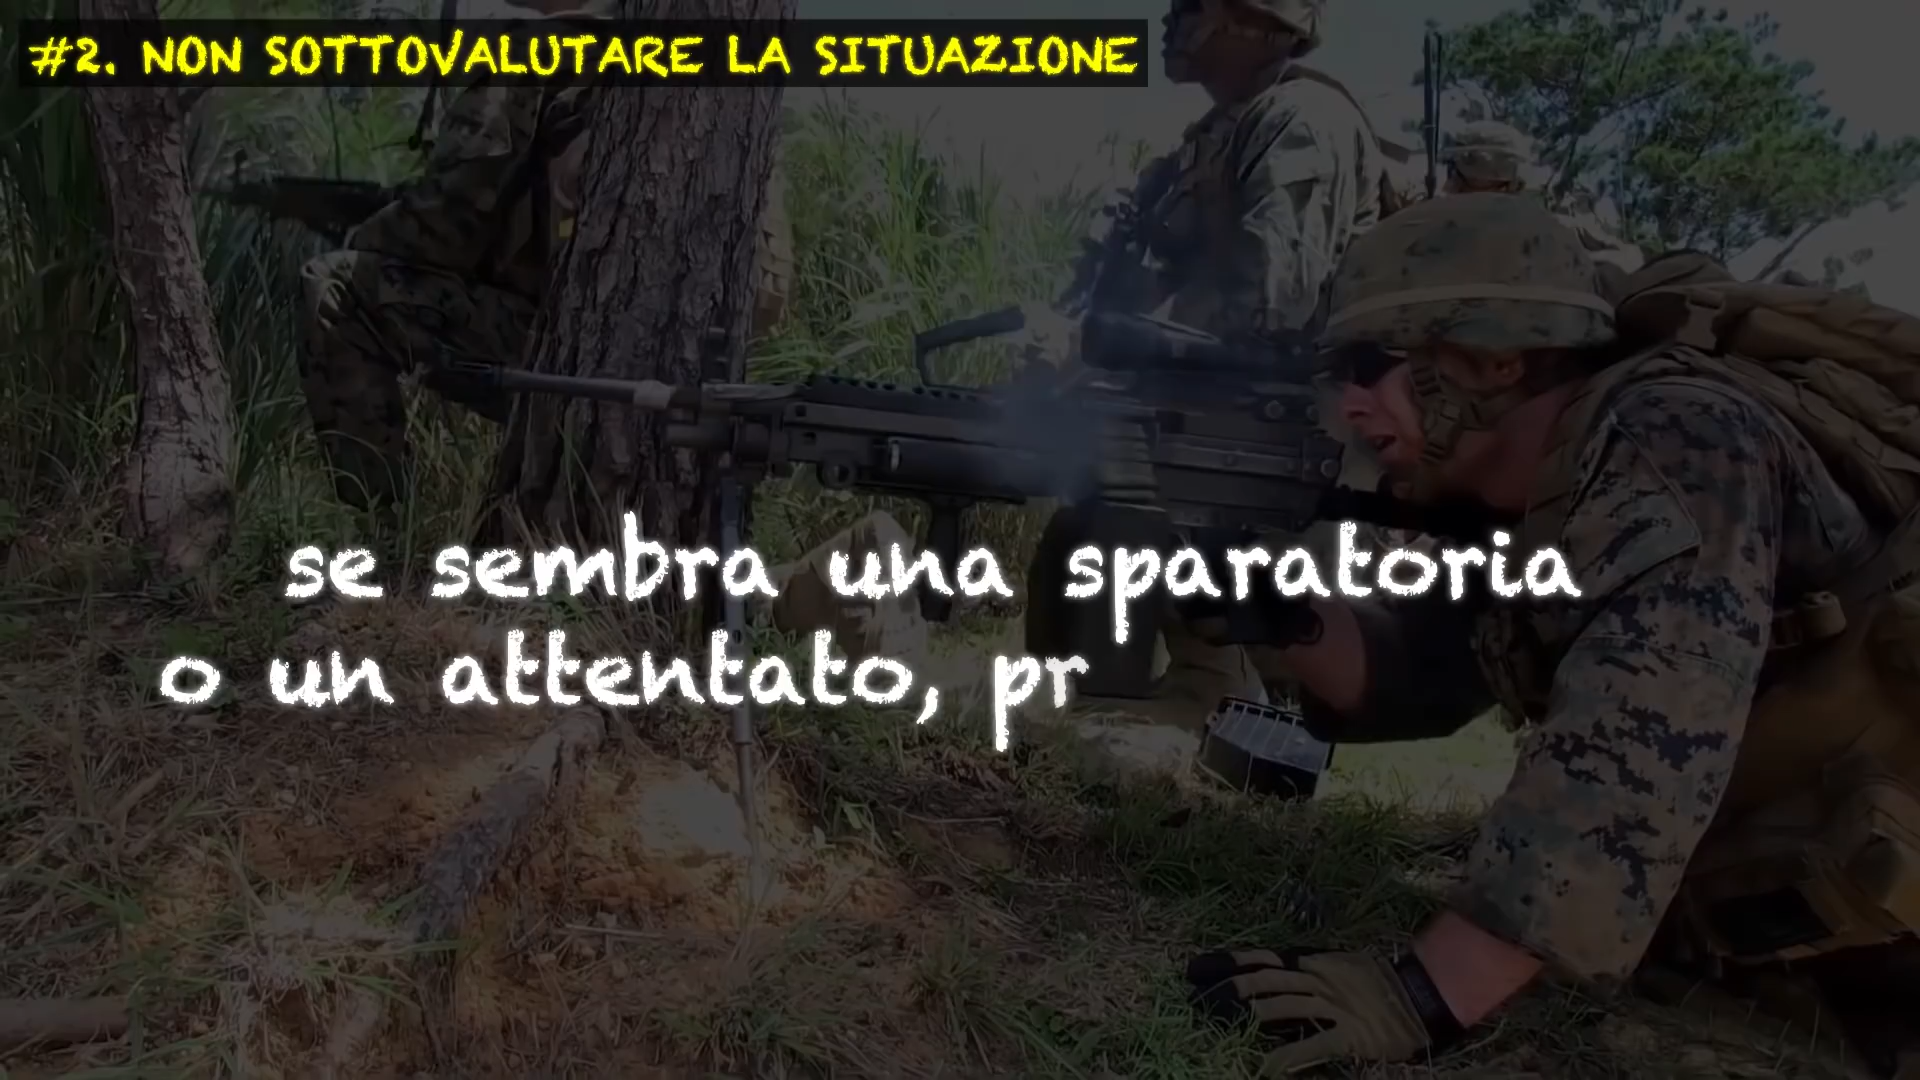 #2. NON SOTTOVALUTARE LA SITUAZIONE
se sembra una sparatoria
o un attentato, pr